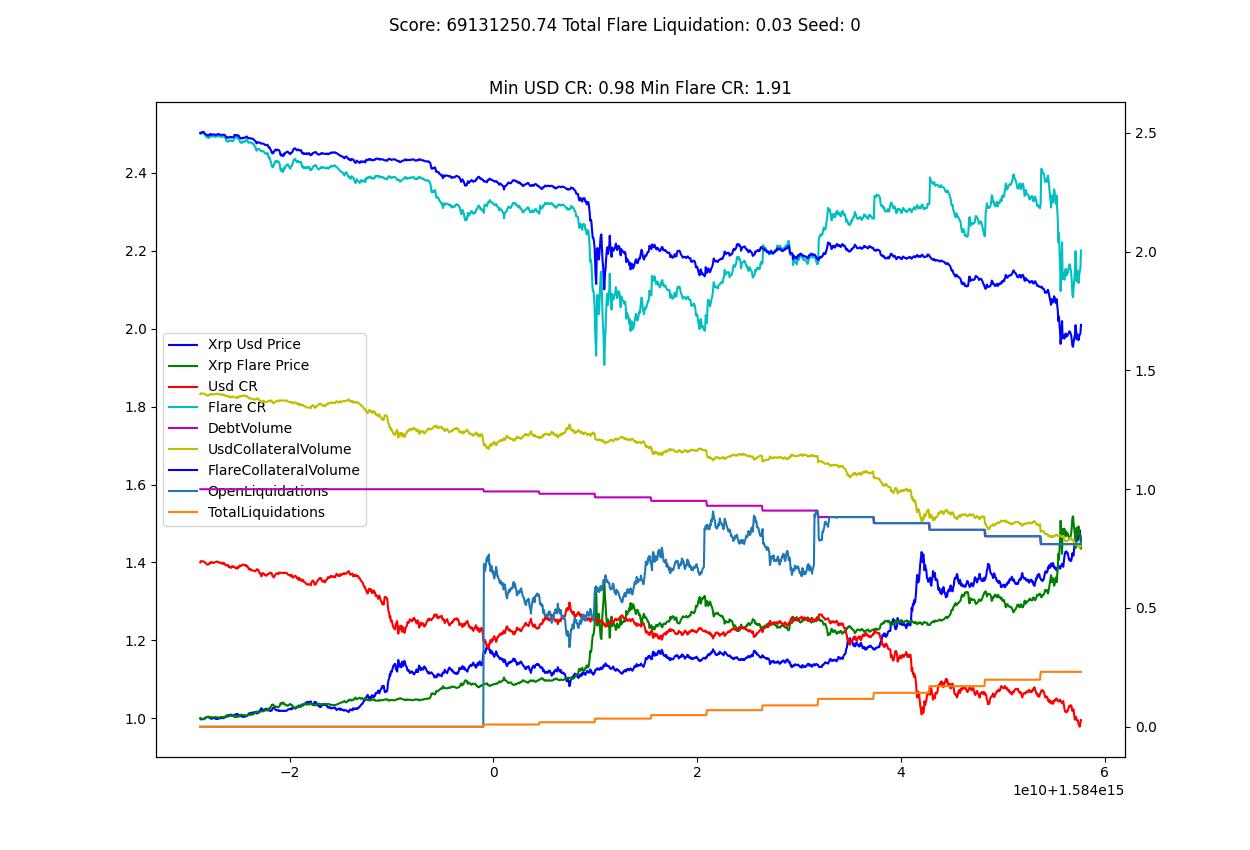 Score: 69131250.74 Total Flare Liquidation: 0.03 Seed: 0
Min USD CR: 0.98 Min Flare CR: 1.91
2.4
2.2
2.0
1.8
1.6
1.4
1.2
1.0
Xrp Usd Price
Xrp Flare Price
Usd CR
Flare CR
DebtVolume
UsdCollateralVolume
FlareCollateralVolume
OpenLiquidations
TotalLiquidations
2.5
2.0
1.5
1.0
0.5
0.0
−2 0 2 4 6
1e10+1.584e15